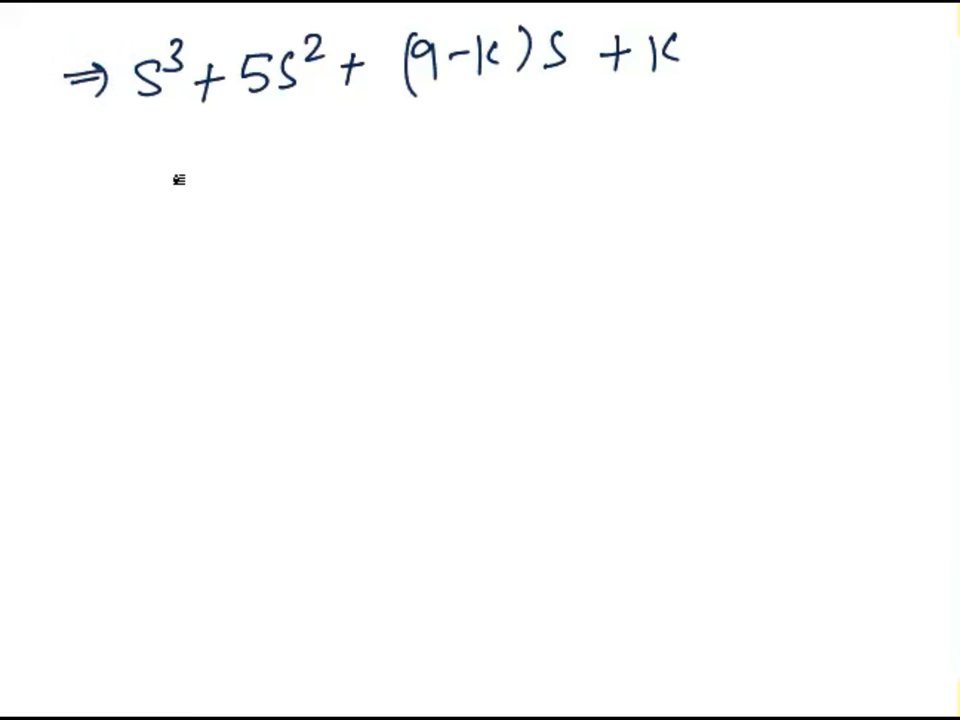 ⇒ S³ + 5S² + (9-K)S + K